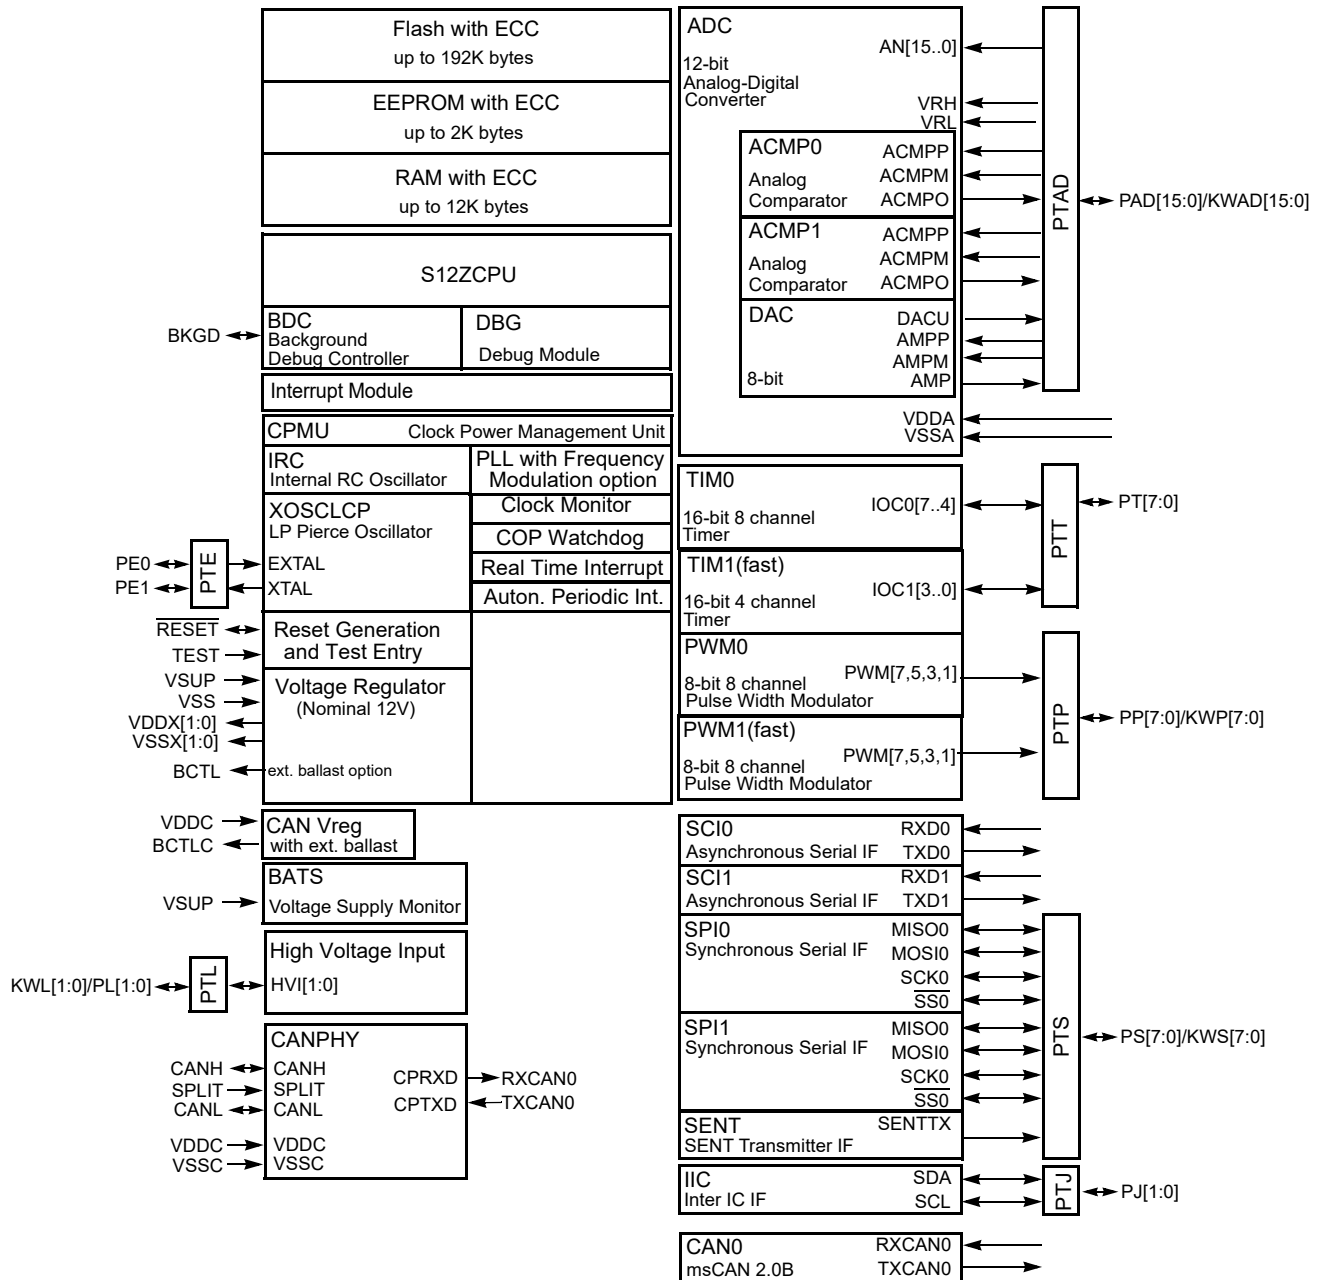 Flash with ECC
up to 192K bytes
EEPROM with ECC
up to 2K bytes
RAM with ECC
up to 12K bytes
S12ZCPU
BKGD
BDC
Background
Debug Controller
DBG
Debug Module
Interrupt Module
CPMU
Clock Power Management Unit
IRC
Internal RC Oscillator
PLL with Frequency
Modulation option
XOSCLCP
LP Pierce Oscillator
Clock Monitor
COP Watchdog
Real Time Interrupt
Auton. Periodic Int.
PE0
PE1
PTE
EXTAL
XTAL
RESET
TEST
Reset Generation
and Test Entry
VSUP
VSS
VDDX[1:0]
VSSX[1:0]
BCTL
Voltage Regulator
(Nominal 12V)
ext. ballast option
VDDC
BCTLC
CAN Vreg
with ext. ballast
VSUP
BATS
Voltage Supply Monitor
KWL[1:0]/PL[1:0]
PTL
High Voltage Input
HVI[1:0]
CANPHY
CANH
CANH
SPLIT
SPLIT
CANL
CANL
CPRXD
RXCAN0
CPTXD
TXCAN0
VDDC
VDDC
VSSC
VSSC
ADC
12-bit
Analog-Digital
Converter
AN[15..0]
VRH
VRL
ACMP0
Analog
Comparator
ACMPP
ACMPM
ACMPO
ACMP1
Analog
Comparator
ACMPP
ACMPM
ACMPO
DAC
8-bit
DACU
AMPP
AMPM
AMP
VDDA
VSSA
PTAD
PAD[15:0]/KWAD[15:0]
TIM0
16-bit 8 channel
Timer
IOC0[7..4]
TIM1(fast)
16-bit 4 channel
Timer
IOC1[3..0]
PTT
PT[7:0]
PWM0
8-bit 8 channel
Pulse Width Modulator
PWM[7,5,3,1]
PWM1(fast)
8-bit 8 channel
Pulse Width Modulator
PWM[7,5,3,1]
PTP
PP[7:0]/KWP[7:0]
SCI0
Asynchronous Serial IF
RXD0
TXD0
SCI1
Asynchronous Serial IF
RXD1
TXD1
SPI0
Synchronous Serial IF
MISO0
MOSI0
SCK0
SS0
SPI1
Synchronous Serial IF
MISO0
MOSI0
SCK0
SS0
SENT
SENT Transmitter IF
SENTTX
PTS
PS[7:0]/KWS[7:0]
IIC
Inter IC IF
SDA
SCL
PTJ
PJ[1:0]
CAN0
msCAN 2.0B
RXCAN0
TXCAN0